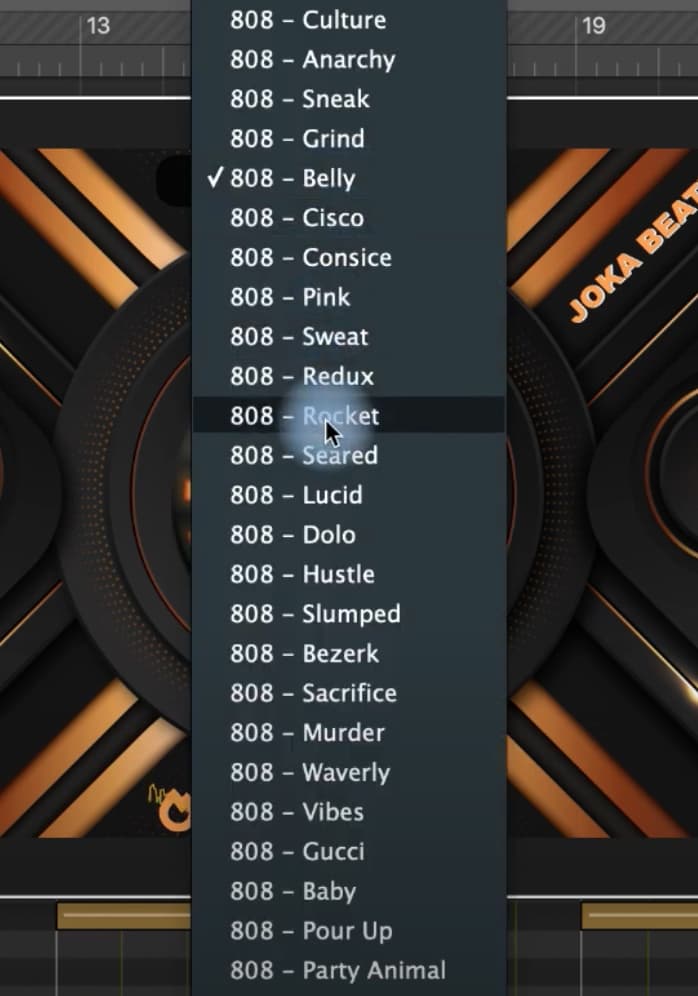 13
19
808 – Culture
808 – Anarchy
808 – Sneak
808 – Grind
✓ 808 – Belly
808 – Cisco
808 – Consice
808 – Pink
808 – Sweat
808 – Redux
808 – Rocket
808 – Seared
808 – Lucid
808 – Dolo
808 – Hustle
808 – Slumped
808 – Bezerk
808 – Sacrifice
808 – Murder
808 – Waverly
808 – Vibes
808 – Gucci
808 – Baby
808 – Pour Up
808 – Party Animal
JOKA BEAT